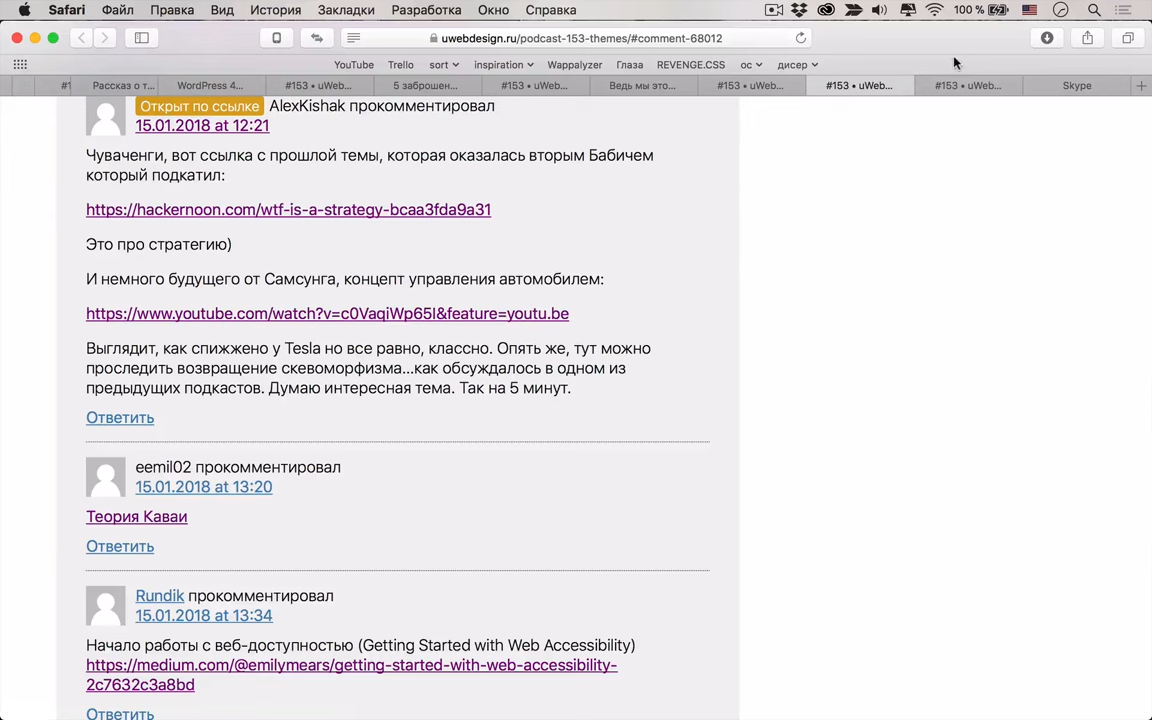 Safari Файл Правка Вид История Закладки Разработка Окно Справка 100 %
uwebdesign.ru/podcast-153-themes/#comment-68012
YouTube Trello sort inspiration Wappalyzer Глаза REVENGE.CSS ос дисер
#1 Рассказ о т... WordPress 4... #153 • uWeb... 5 заброшен... #153 • uWeb... Ведь мы это... #153 • uWeb... #153 • uWeb... #153 • uWeb... Skype
Открыт по ссылке AlexKishak прокомментировал
15.01.2018 at 12:21
Чуваченги, вот ссылка с прошлой темы, которая оказалась вторым Бабичем
который подкатил:
https://hackernoon.com/wtf-is-a-strategy-bcaa3fda9a31
Это про стратегию)
И немного будущего от Самсунга, концепт управления автомобилем:
https://www.youtube.com/watch?v=c0VaqiWp65I&feature=youtu.be
Выглядит, как спижжено у Tesla но все равно, классно. Опять же, тут можно
проследить возвращение скевоморфизма...как обсуждалось в одном из
предыдущих подкастов. Думаю интересная тема. Так на 5 минут.
Ответить
eemil02 прокомментировал
15.01.2018 at 13:20
Теория Каваи
Ответить
Rundik прокомментировал
15.01.2018 at 13:34
Начало работы с веб-доступностью (Getting Started with Web Accessibility)
https://medium.com/@emilymears/getting-started-with-web-accessibility-
2c7632c3a8bd
Ответить